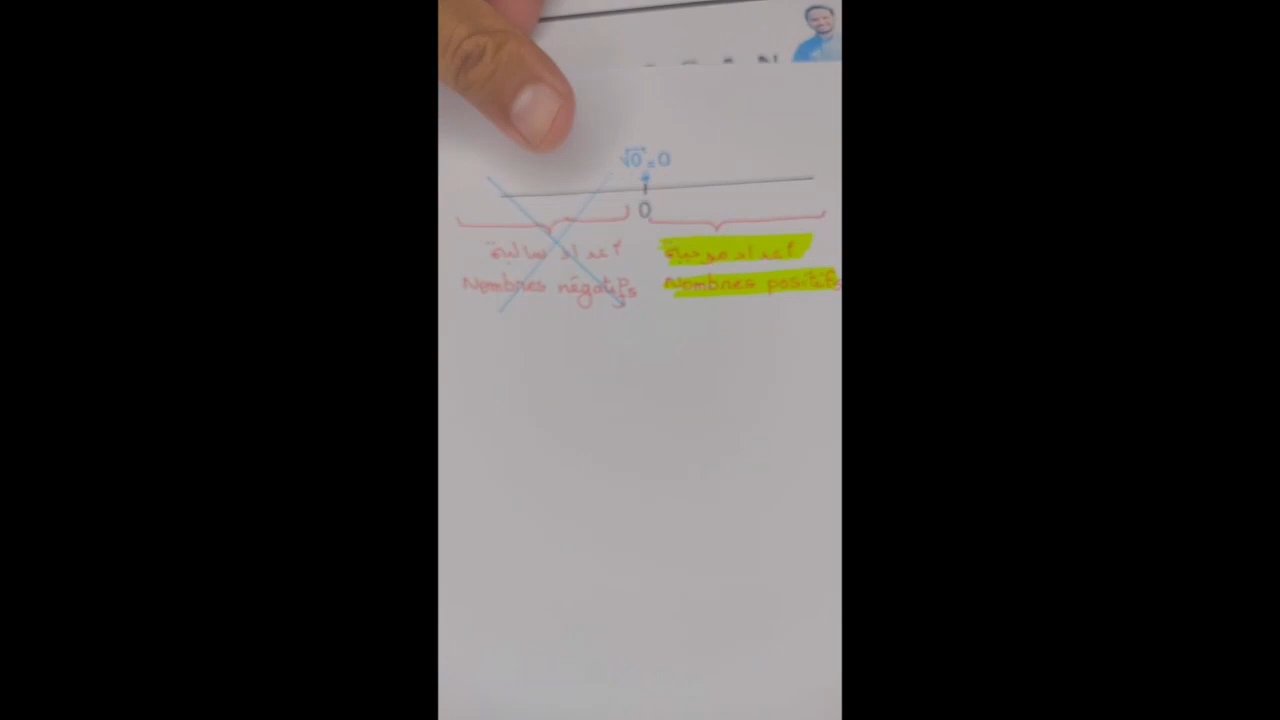 √0 = 0
0
أعداد سالبة
أعداد موجبة
Nombres négatifs
Nombres positifs